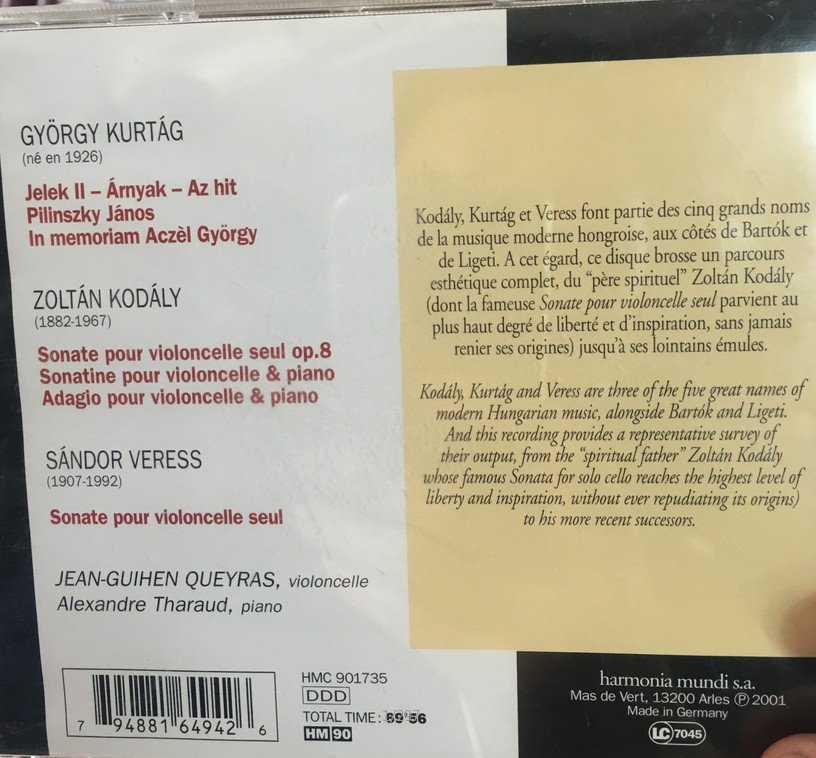 GYÖRGY KURTÁG
(né en 1926)
Jelek II – Árnyak – Az hit
Pilinszky János
In memoriam Aczèl György
ZOLTÁN KODÁLY
(1882-1967)
Sonate pour violoncelle seul op.8
Sonatine pour violoncelle & piano
Adagio pour violoncelle & piano
SÁNDOR VERESS
(1907-1992)
Sonate pour violoncelle seul
JEAN-GUIHEN QUEYRAS, violoncelle
Alexandre Tharaud, piano
Kodály, Kurtág et Veress font partie des cinq grands noms
de la musique moderne hongroise, aux côtés de Bartók et
de Ligeti. A cet égard, ce disque brosse un parcours
esthétique complet, du “père spirituel” Zoltán Kodály
(dont la fameuse Sonate pour violoncelle seul parvient au
plus haut degré de liberté et d’inspiration, sans jamais
renier ses origines) jusqu’à ses lointains émules.
Kodály, Kurtág and Veress are three of the five great names of
modern Hungarian music, alongside Bartók and Ligeti.
And this recording provides a representative survey of
their output, from the “spiritual father” Zoltán Kodály
whose famous Sonata for solo cello reaches the highest level of
liberty and inspiration, without ever repudiating its origins)
to his more recent successors.
7 94881 64942 6
HMC 901735
DDD
TOTAL TIME :
HM 90
harmonia mundi s.a.
Mas de Vert, 13200 Arles Ⓟ 2001
Made in Germany
LC 7045